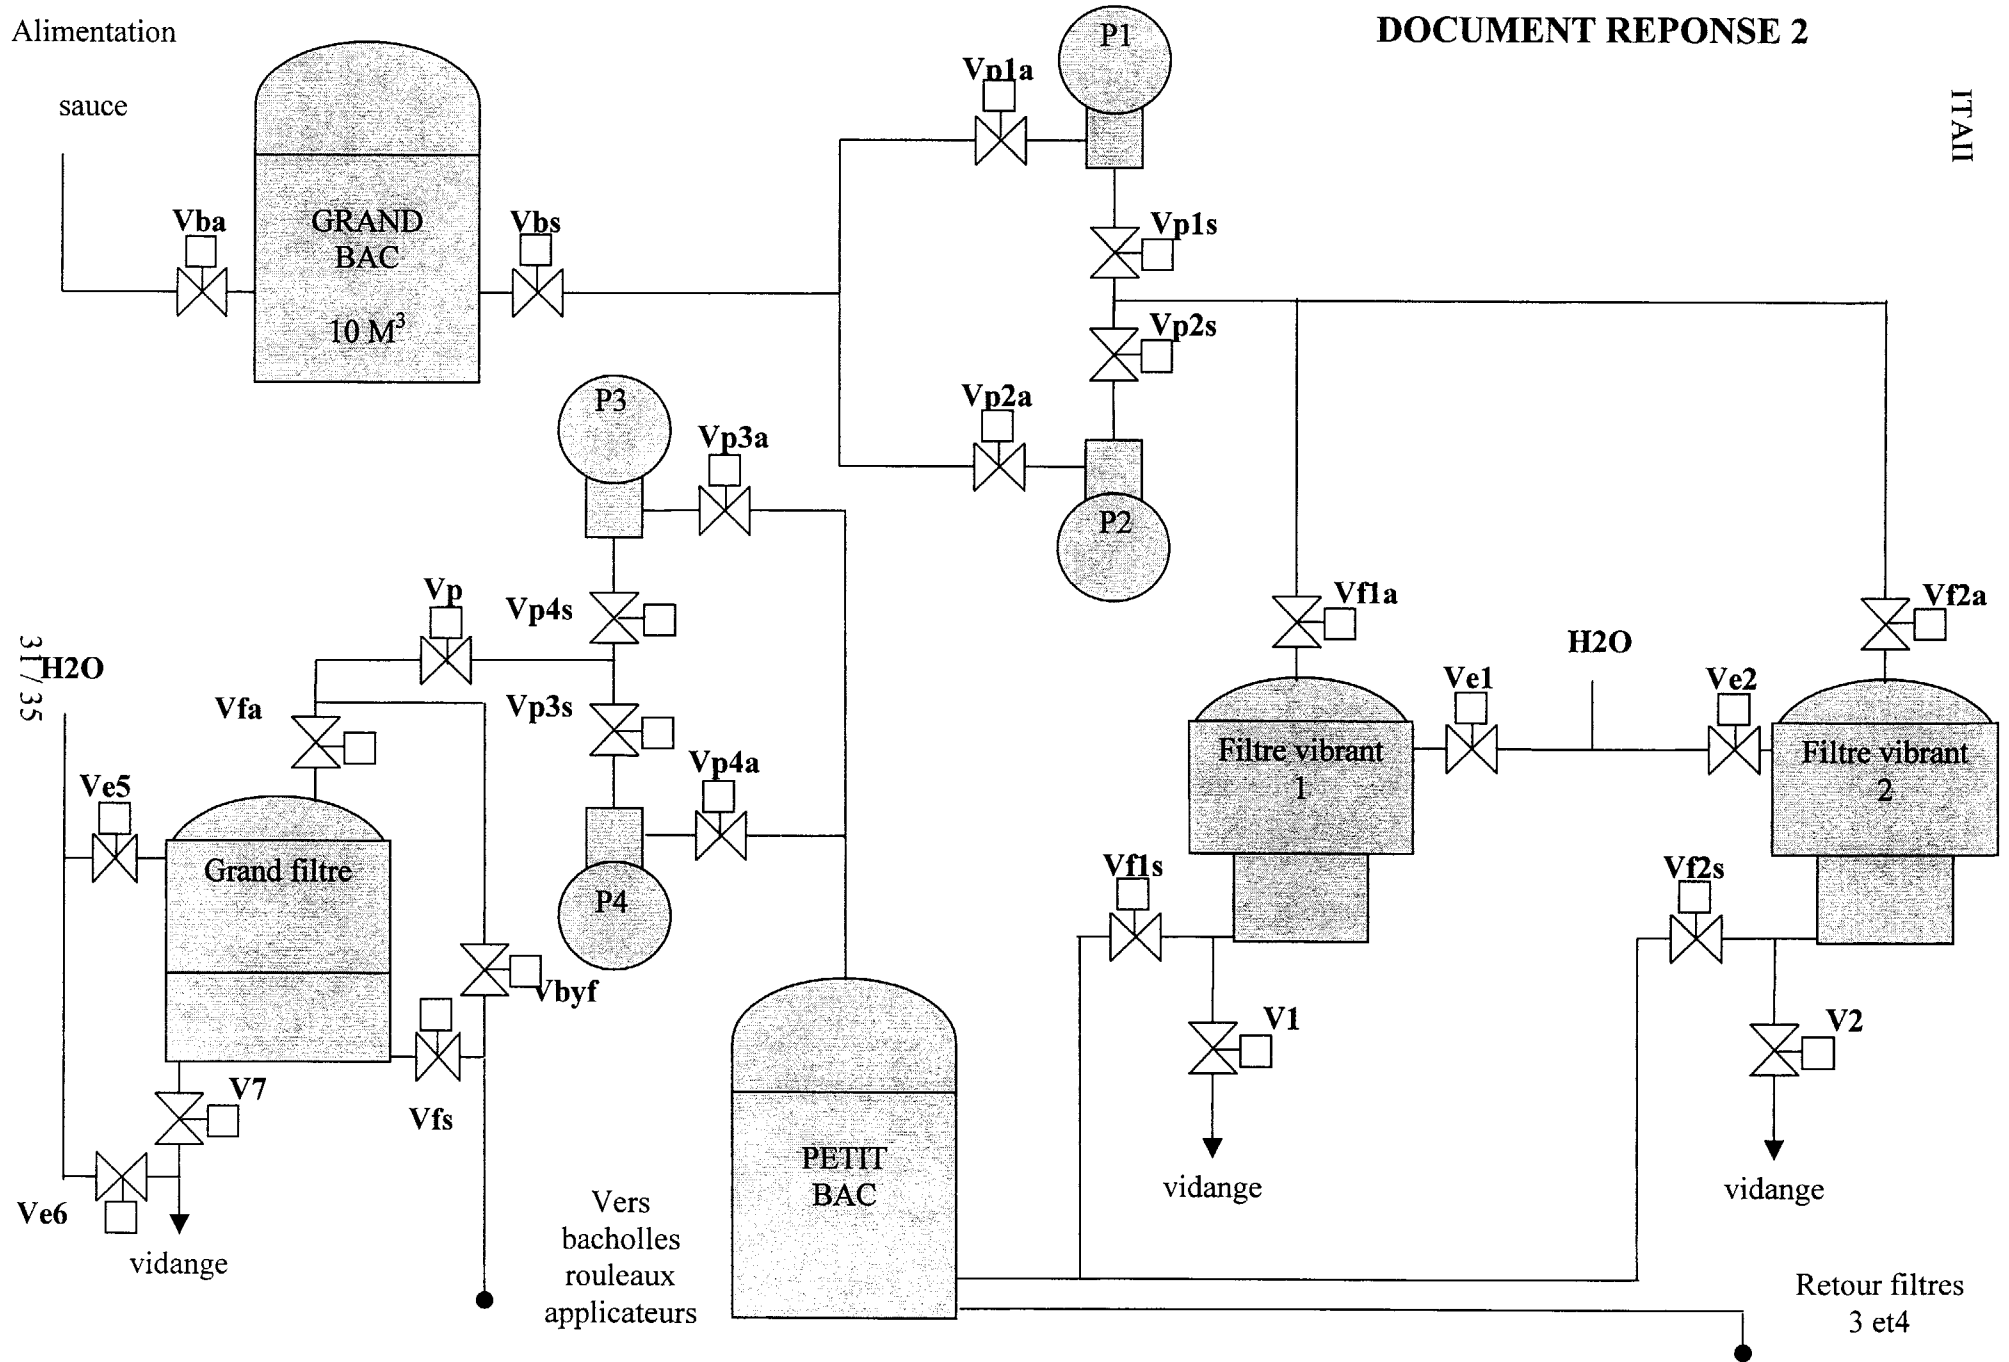 Alimentation
sauce
DOCUMENT REPONSE 2
ITAII
P1
Vp1a
Vba
GRAND
BAC
10 M³
Vbs
Vp1s
Vp2s
P3
Vp3a
Vp2a
P2
Vp4s
Vp
Vf1a
Vf2a
H2O
31 / 35
H2O
Vfa
Vp3s
Vp4a
Ve1
Ve2
Filtre vibrant
1
Filtre vibrant
2
Ve5
Grand filtre
P4
Vf1s
Vf2s
Vbyf
V1
V2
V7
Vfs
PETIT
BAC
vidange
vidange
Ve6
vidange
Vers
bacholles
rouleaux
applicateurs
Retour filtres
3 et4